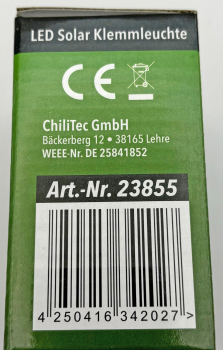 LED Solar Klemmleuchte
CE
ChiliTec GmbH
Bäckerberg 12 • 38165 Lehre
WEEE-Nr. DE 25841852
Art.-Nr. 23855
4 250416 342027 >